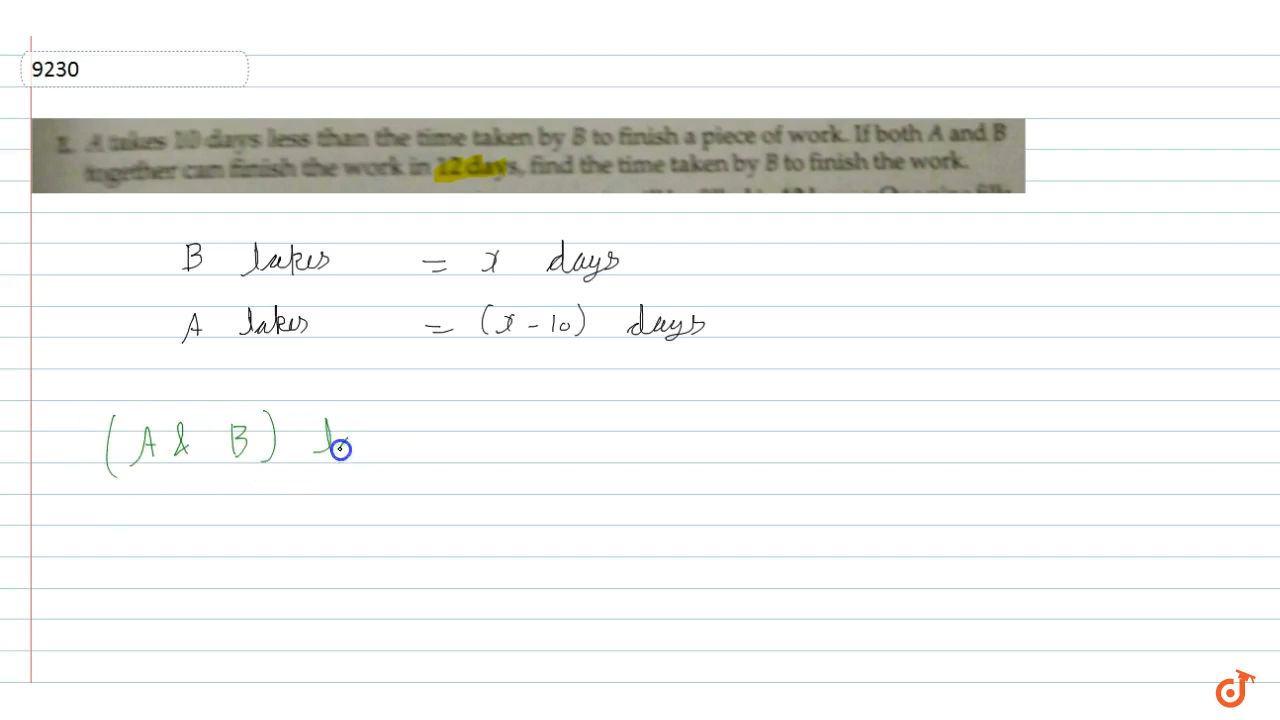 9230
1. A takes 10 days less than the time taken by B to finish a piece of work. If both A and B
together can finish the work in 12 days, find the time taken by B to finish the work.
B takes = x days
A takes = (x - 10) days
(A & B)